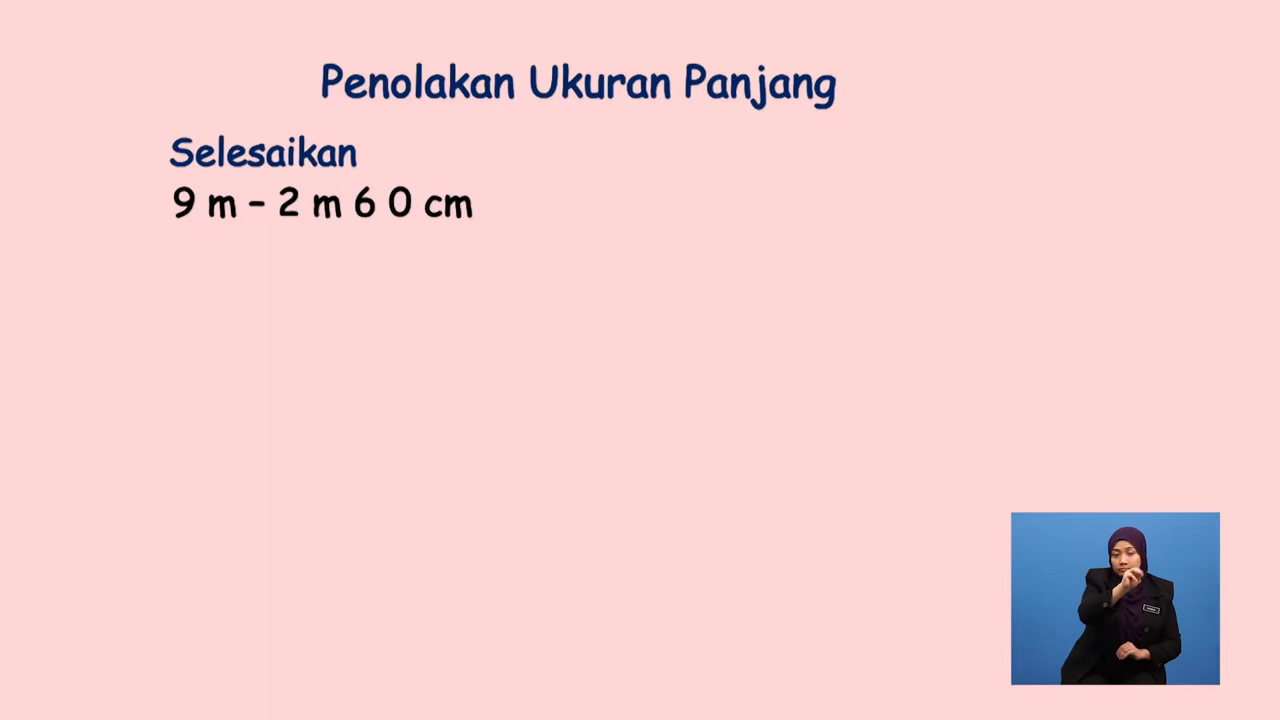 Penolakan Ukuran Panjang
Selesaikan
9 m – 2 m 6 0 cm